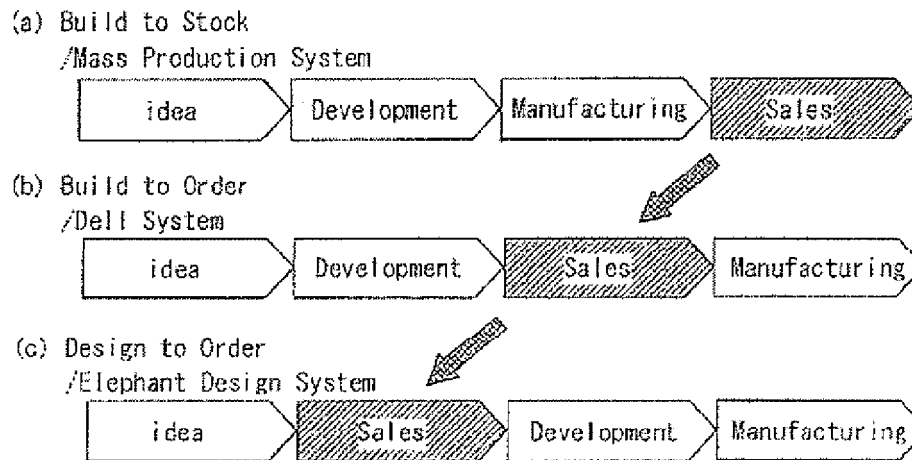 (a) Build to Stock
/Mass Production System
idea Development Manufacturing Sales
(b) Build to Order
/Dell System
idea Development Sales Manufacturing
(c) Design to Order
/Elephant Design System
idea Sales Development Manufacturing